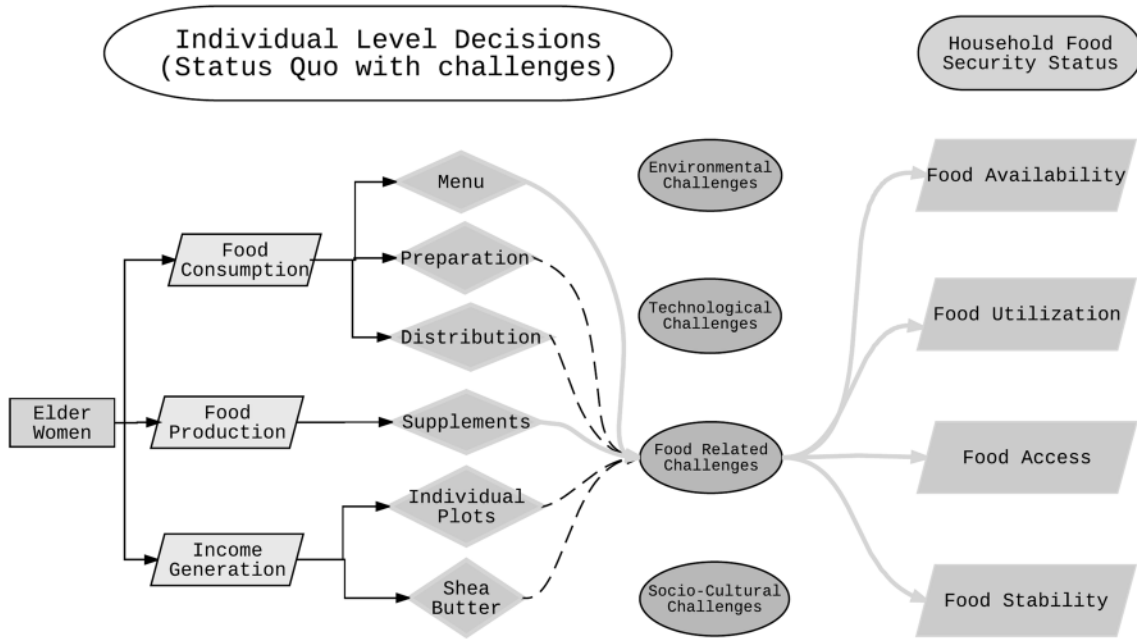 Individual Level Decisions
(Status Quo with challenges)
Household Food
Security Status
Elder
Women
Food
Consumption
Food
Production
Income
Generation
Menu
Preparation
Distribution
Supplements
Individual
Plots
Shea
Butter
Environmental
Challenges
Technological
Challenges
Food Related
Challenges
Socio-Cultural
Challenges
Food Availability
Food Utilization
Food Access
Food Stability